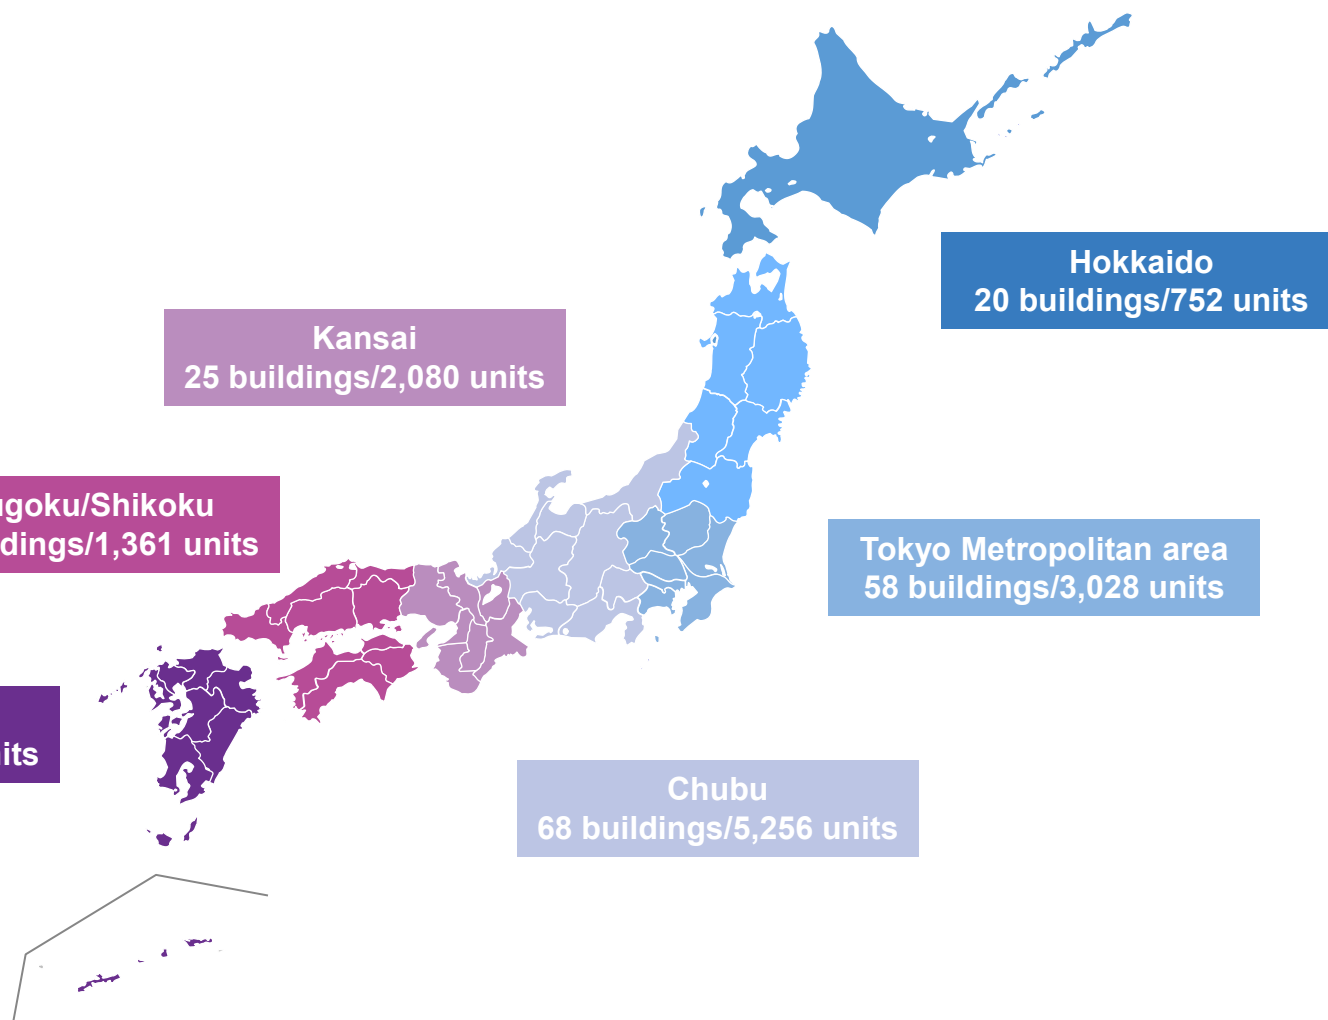 Hokkaido
20 buildings/752 units
Kansai
25 buildings/2,080 units
ugoku/Shikoku
dings/1,361 units
Tokyo Metropolitan area
58 buildings/3,028 units
its
Chubu
68 buildings/5,256 units